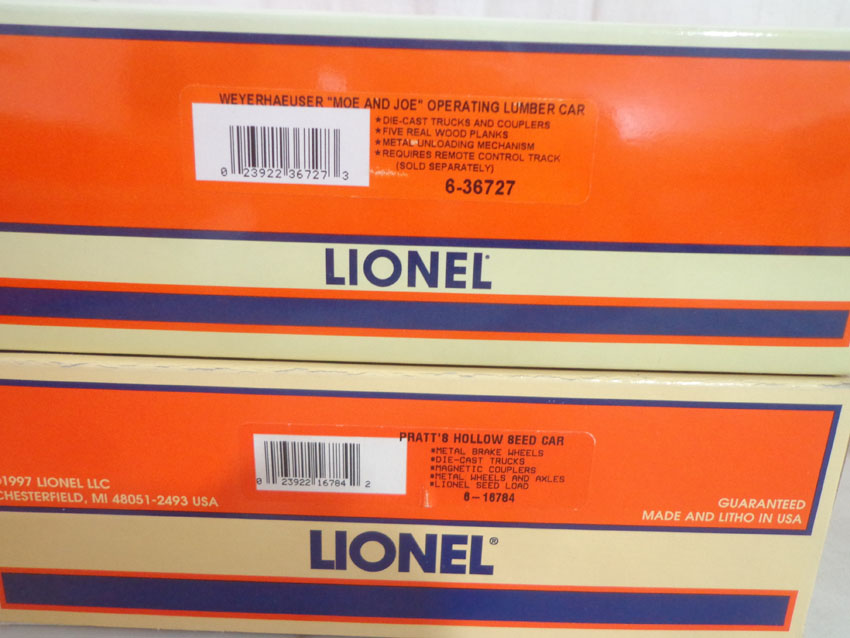 WEYERHAEUSER "MOE AND JOE" OPERATING LUMBER CAR
★DIE-CAST TRUCKS AND COUPLERS
★FIVE REAL WOOD PLANKS
★METAL UNLOADING MECHANISM
★REQUIRES REMOTE CONTROL TRACK
(SOLD SEPARATELY)
0 23922 36727 3
6-36727
LIONEL
PRATT'S HOLLOW SEED CAR
*METAL BRAKE WHEELS
*DIE-CAST TRUCKS
*MAGNETIC COUPLERS
*METAL WHEELS AND AXLES
*LIONEL SEED LOAD
0 23922 16784 2
6-16784
©1997 LIONEL LLC
CHESTERFIELD, MI 48051-2493 USA
GUARANTEED
MADE AND LITHO IN USA
LIONEL®